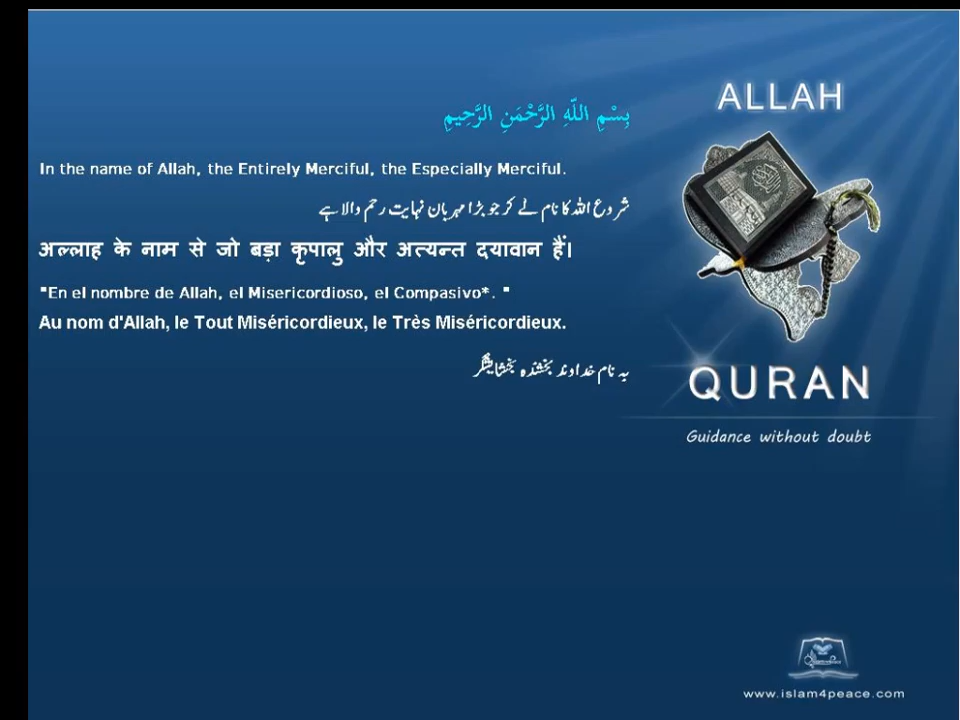 بِسْمِ اللَّهِ الرَّحْمَنِ الرَّحِيمِ
In the name of Allah, the Entirely Merciful, the Especially Merciful.
شروع الله کا نام لے کر جو بڑا مہربان نہایت رحم والا ہے
अल्लाह के नाम से जो बड़ा कृपालु और अत्यन्त दयावान हैं।
"En el nombre de Allah, el Misericordioso, el Compasivo*. "
Au nom d'Allah, le Tout Miséricordieux, le Très Miséricordieux.
به نام خداوند بخشنده بخشایشگر
ALLAH
QURAN
Guidance without doubt
www.islam4peace.com